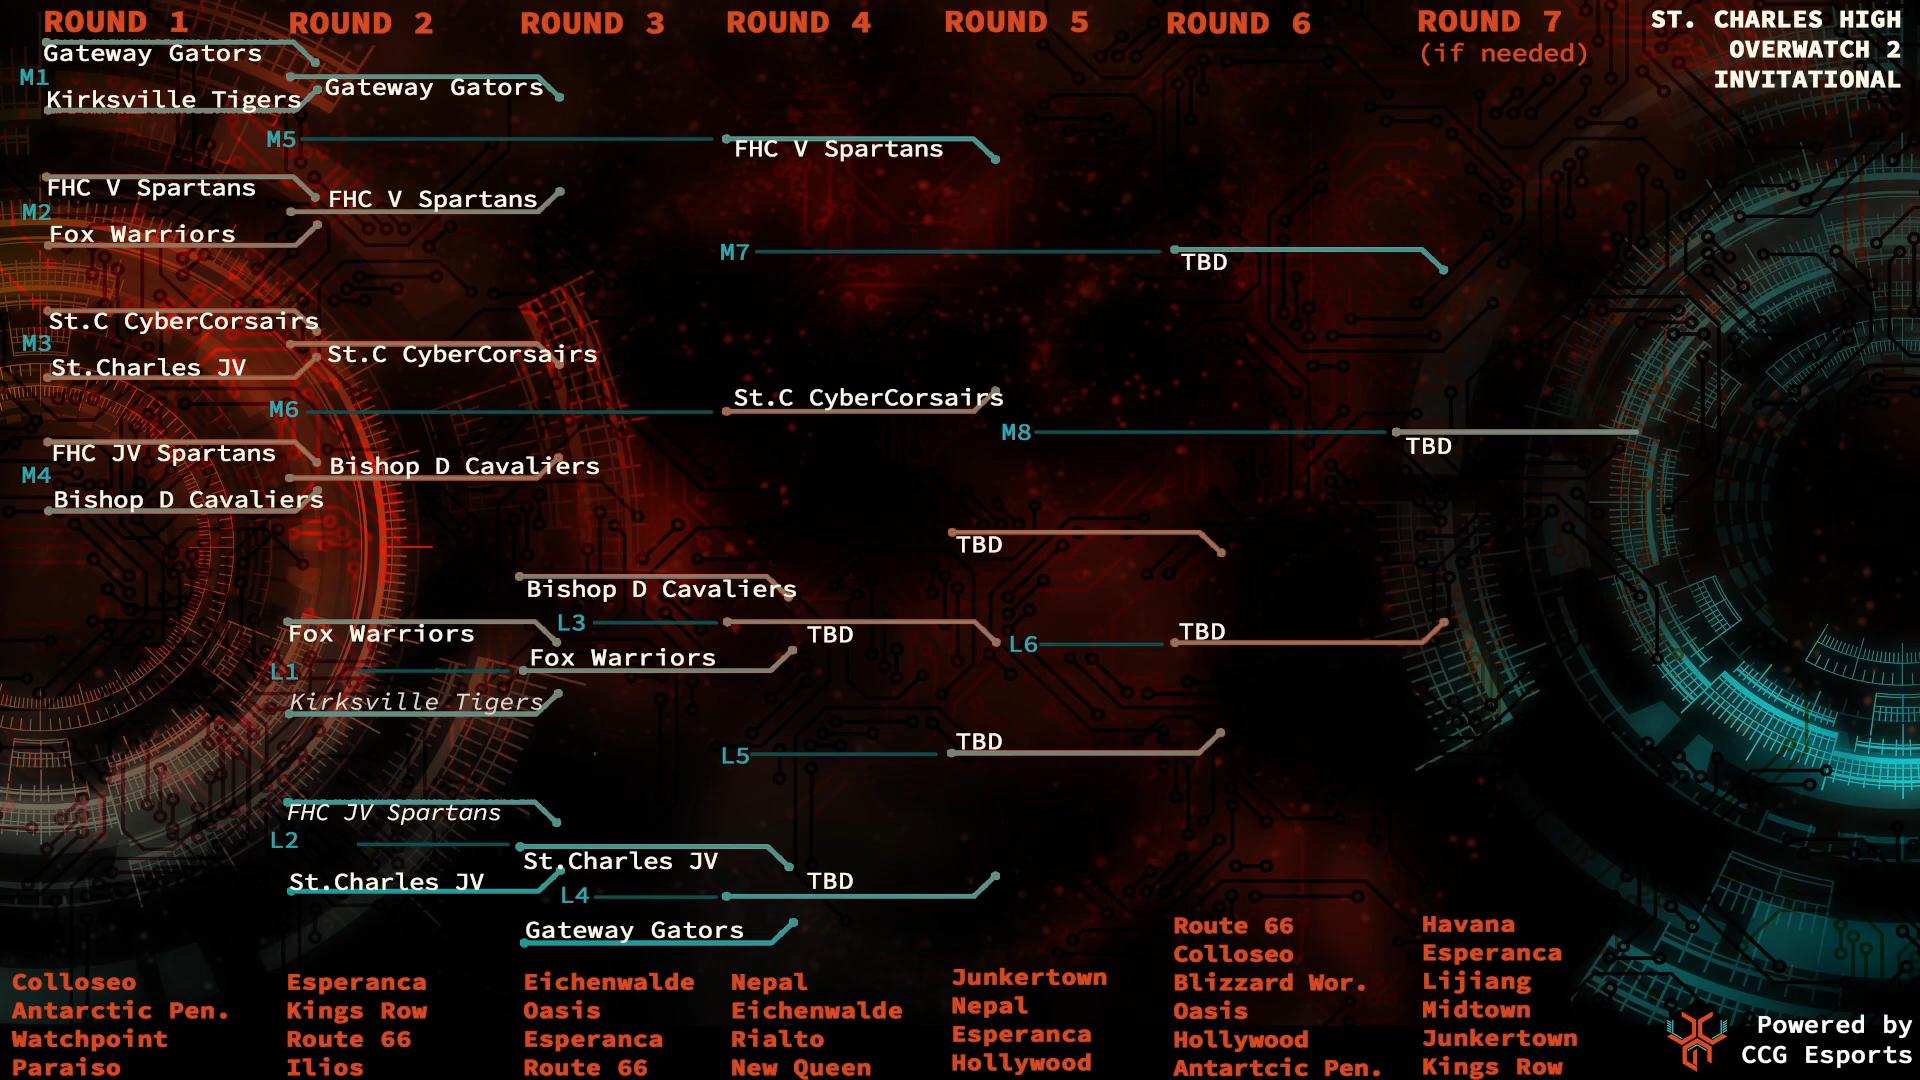 ROUND 1
ROUND 2
ROUND 3
ROUND 4
ROUND 5
ROUND 6
ROUND 7
(if needed)
ST. CHARLES HIGH
OVERWATCH 2
INVITATIONAL
Gateway Gators
M1
Kirksville Tigers
Gateway Gators
M5
FHC V Spartans
FHC V Spartans
M2
Fox Warriors
FHC V Spartans
M7
TBD
St.C CyberCorsairs
M3
St.Charles JV
St.C CyberCorsairs
M6
St.C CyberCorsairs
M8
TBD
FHC JV Spartans
M4
Bishop D Cavaliers
Bishop D Cavaliers
TBD
Bishop D Cavaliers
Fox Warriors
L3
TBD
L6
TBD
L1
Fox Warriors
Kirksville Tigers
L5
TBD
FHC JV Spartans
L2
St.Charles JV
St.Charles JV
L4
TBD
Gateway Gators
Colloseo
Antarctic Pen.
Watchpoint
Paraiso
Esperanca
Kings Row
Route 66
Ilios
Eichenwalde
Oasis
Esperanca
Route 66
Nepal
Eichenwalde
Rialto
New Queen
Junkertown
Nepal
Esperanca
Hollywood
Route 66
Colloseo
Blizzard Wor.
Oasis
Hollywood
Antartcic Pen.
Havana
Esperanca
Lijiang
Midtown
Junkertown
Kings Row
Powered by
CCG Esports